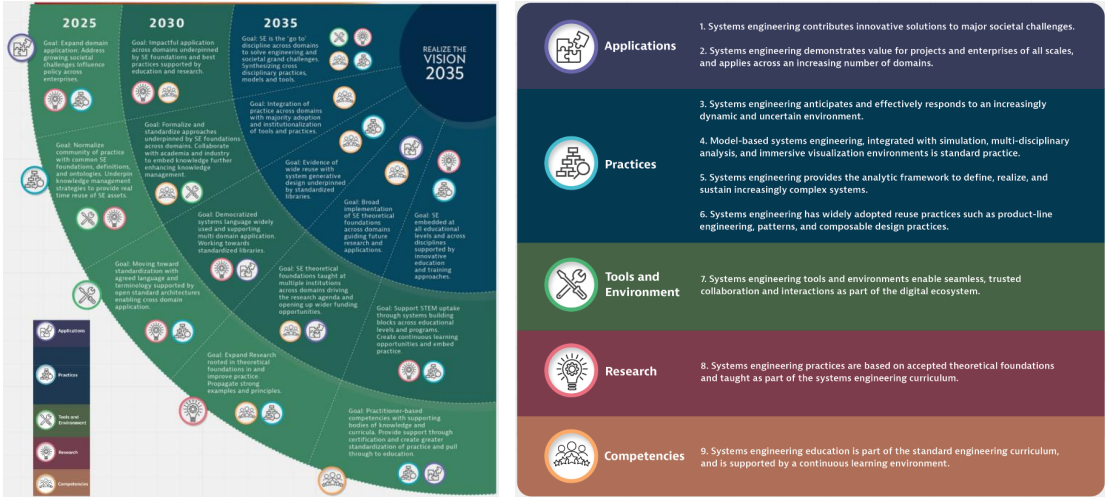 2025
2030
2035
REALIZE THE
VISION
2035
Goal: Expand domain
application: Address
growing societal
challenges Influence
policy across
enterprises.
Goal: Impactful application
across domains underpinned
by SE foundations and best
practices supported by
education and research.
Goal: SE is the 'go to'
discipline across domains
to solve engineering and
societal grand challenges.
Synthesizing cross
disciplinary practices,
models and tools.
Goal: Normalize
community of practice
with common SE
foundations, definitions,
and ontologies. Underpin
knowledge management
strategies to provide real
time reuse of SE assets.
Goal: Formalize and
standardize approaches
underpinned by SE foundations
across domains. Collaborate
with academia and industry
to embed knowledge further
enhancing knowledge
management.
Goal: Integration of
practice across domains
with majority adoption
and institutionalization
of tools and practices.
Goal: Moving toward
standardization with
agreed language and
terminology supported by
open standard architectures
enabling cross domain
application.
Goal: Democratized
systems language widely
used and supporting
multi domain application.
Working towards
standardized libraries.
Goal: Evidence of
wide reuse with
system generative
design underpinned
by standardized
libraries.
Goal: Expand Research
rooted in theoretical
foundations in and
improve practice.
Propagate strong
examples and principles.
Goal: SE theoretical
foundations taught at
multiple institutions
across domains driving
the research agenda and
opening up wider funding
opportunities.
Goal: Broad
implementation
of SE theoretical
foundations
across domains
guiding future
research and
applications.
Goal: Practitioner-based
competencies with supporting
bodies of knowledge and
curricula. Provide support through
certification and create greater
standardization of practice and pull
through to education.
Goal: Support STEM uptake
through systems building
blocks across educational
levels and programs.
Create continuous learning
opportunities and embed
practice.
Goal: SE
embedded at
all educational
levels and across
disciplines
supported by
innovative
education
and training
approaches.
Applications
Practices
Tools and
Environment
Research
Competencies
Applications
1. Systems engineering contributes innovative solutions to major societal challenges.
2. Systems engineering demonstrates value for projects and enterprises of all scales,
and applies across an increasing number of domains.
Practices
3. Systems engineering anticipates and effectively responds to an increasingly
dynamic and uncertain environment.
4. Model-based systems engineering, integrated with simulation, multi-disciplinary
analysis, and immersive visualization environments is standard practice.
5. Systems engineering provides the analytic framework to define, realize, and
sustain increasingly complex systems.
6. Systems engineering has widely adopted reuse practices such as product-line
engineering, patterns, and composable design practices.
Tools and
Environment
7. Systems engineering tools and environments enable seamless, trusted
collaboration and interactions as part of the digital ecosystem.
Research
8. Systems engineering practices are based on accepted theoretical foundations
and taught as part of the systems engineering curriculum.
Competencies
9. Systems engineering education is part of the standard engineering curriculum,
and is supported by a continuous learning environment.